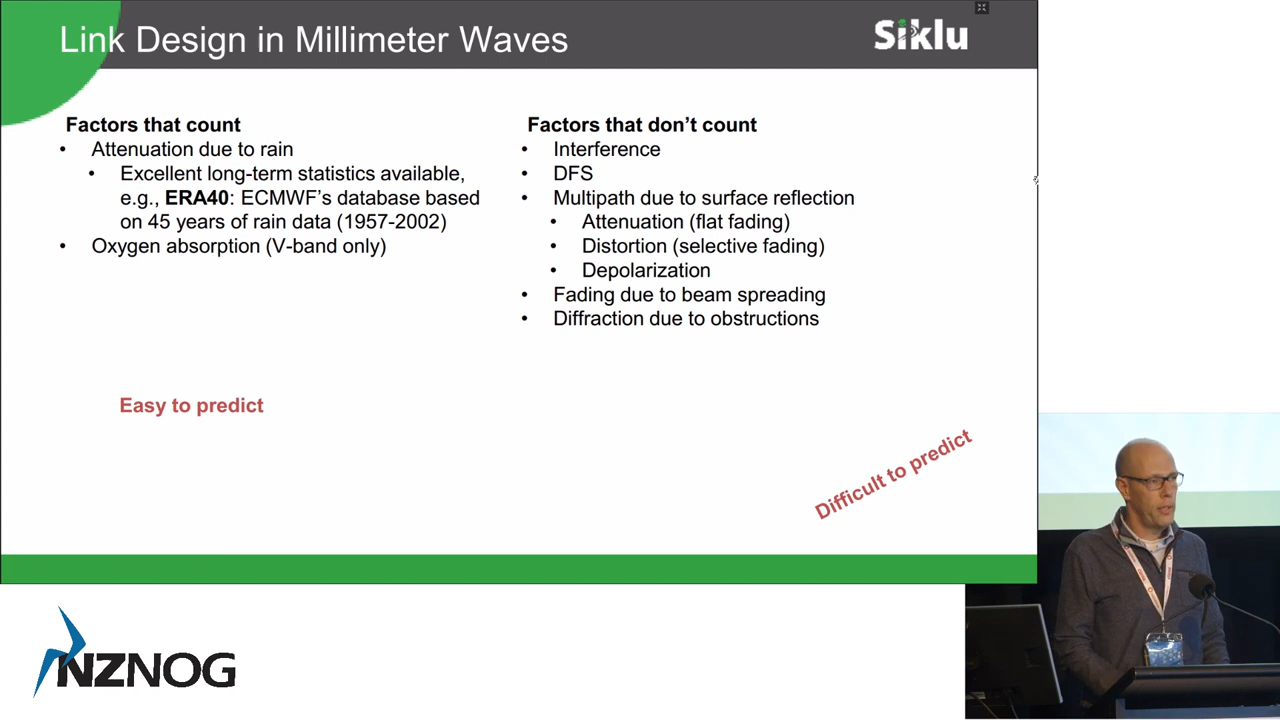 Link Design in Millimeter Waves
Siklu
Factors that count
• Attenuation due to rain
• Excellent long-term statistics available,
e.g., ERA40: ECMWF's database based
on 45 years of rain data (1957-2002)
• Oxygen absorption (V-band only)
Easy to predict
Factors that don't count
• Interference
• DFS
• Multipath due to surface reflection
• Attenuation (flat fading)
• Distortion (selective fading)
• Depolarization
• Fading due to beam spreading
• Diffraction due to obstructions
Difficult to predict
NZNOG